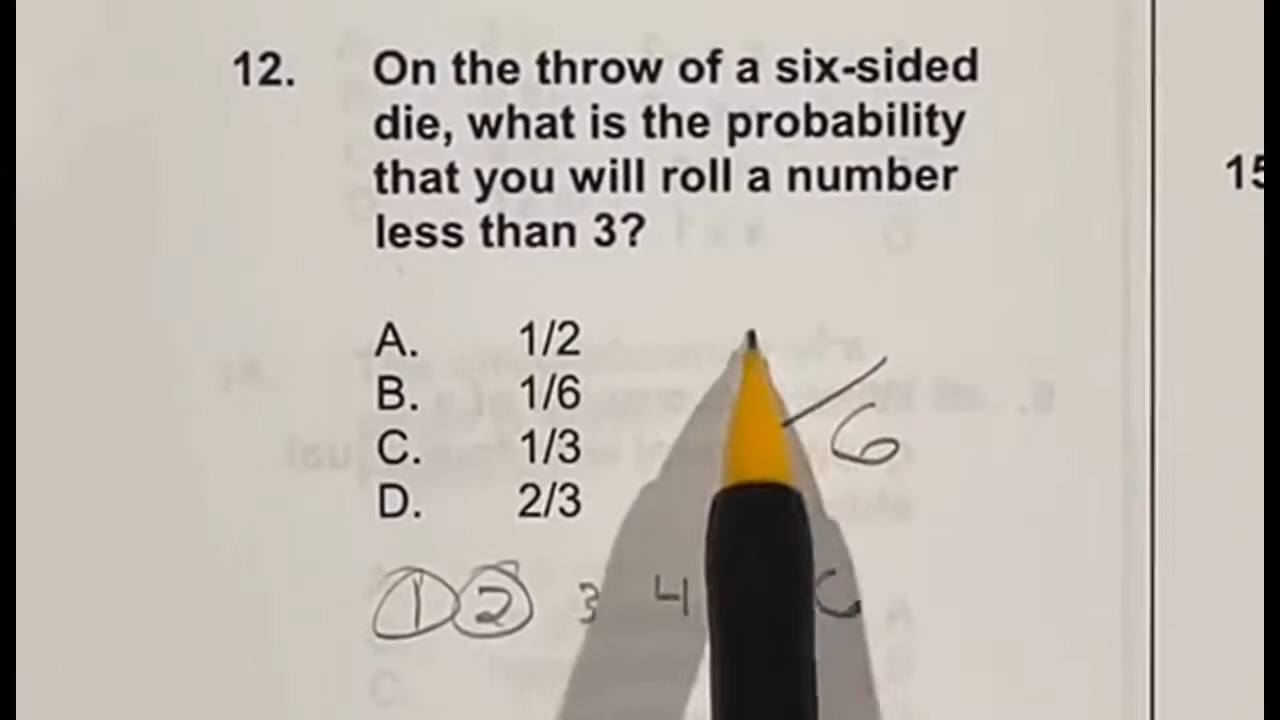 12. On the throw of a six-sided
die, what is the probability
that you will roll a number
less than 3?
A. 1/2
B. 1/6
C. 1/3
D. 2/3
/6
1 2 3 4 6
15